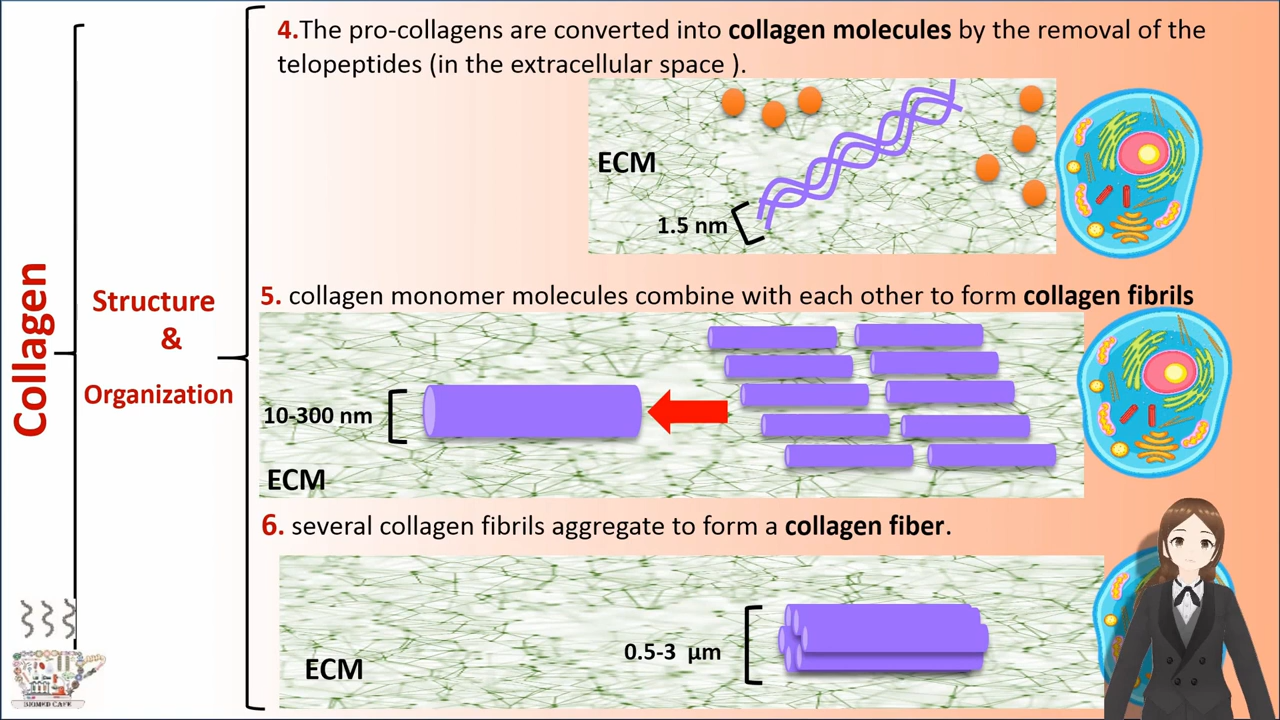 4.The pro-collagens are converted into collagen molecules by the removal of the
telopeptides (in the extracellular space ).
ECM
1.5 nm
Collagen
Structure
&
Organization
5. collagen monomer molecules combine with each other to form collagen fibrils
10-300 nm
ECM
6. several collagen fibrils aggregate to form a collagen fiber.
0.5-3 μm
ECM
BIOMED CAFE